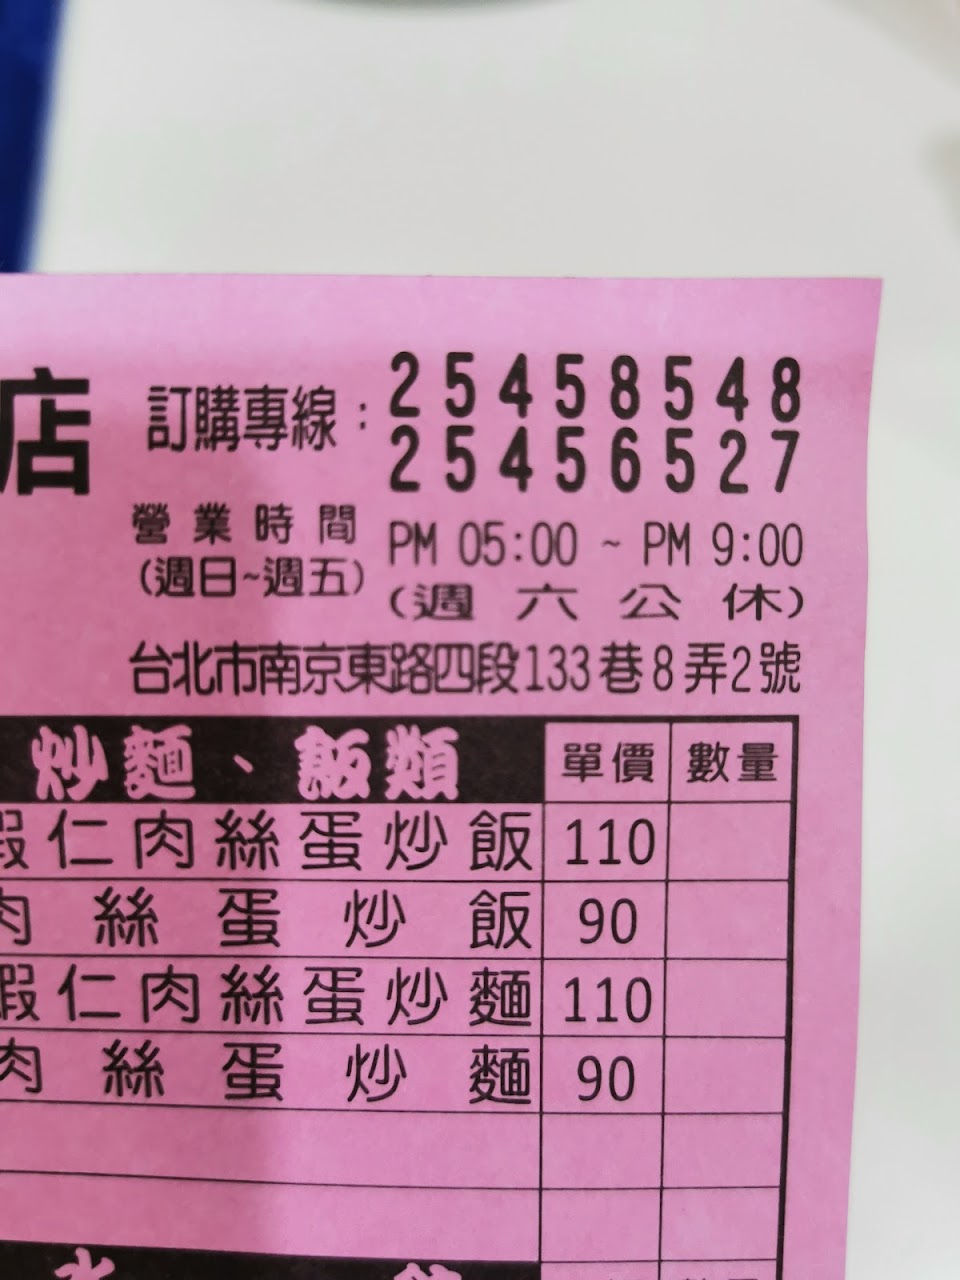 店
訂購專線：25458548
25456527
營業時間 PM 05:00 ~ PM 9:00
(週日~週五) (週六公休)
台北市南京東路四段133巷8弄2號
炒麵、飯類 單價 數量
蝦仁肉絲蛋炒飯 110
肉絲蛋炒飯 90
蝦仁肉絲蛋炒麵 110
肉絲蛋炒麵 90